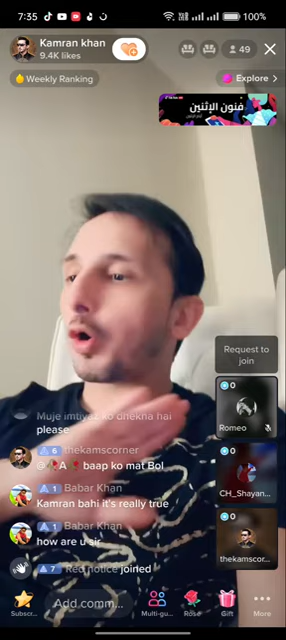 7:35
100%
Kamran khan
9.4K likes
49
Weekly Ranking
Explore >
فنون الإثنين
Request to join
0
Romeo
Muje imtiyaz ko dhekna hai
please
6 thekamscorner
@🥀A 🥀 baap ko mat Bol
0
CH_Shayan...
1 Babar Khan
Kamran bahi it's really true
1 Babar Khan
how are u sir
0
thekamscor...
7 Red notice joined
Subscr...
Add comm...
Multi-gu...
Rose
Gift
More